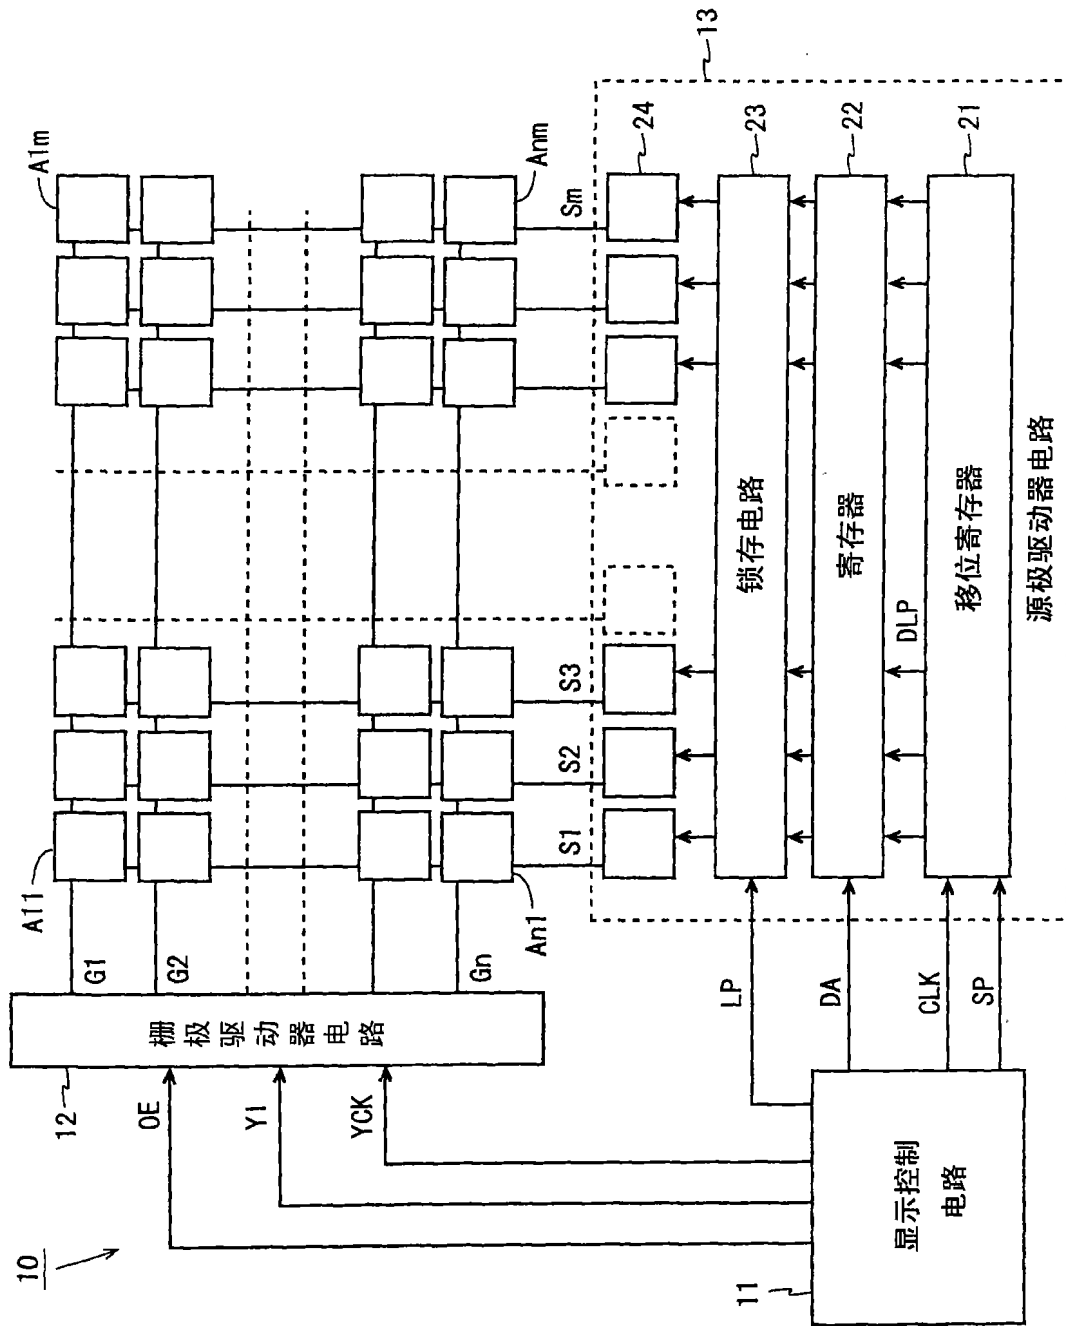 10
11
显示控制
电路
OE
YI
YCK
LP
DA
CLK
SP
12
栅极驱动器电路
G1
G2
Gn
A11
A1m
An1
Anm
S1
S2
S3
Sm
13
24
23
锁存电路
22
寄存器
DLP
21
移位寄存器
源极驱动器电路